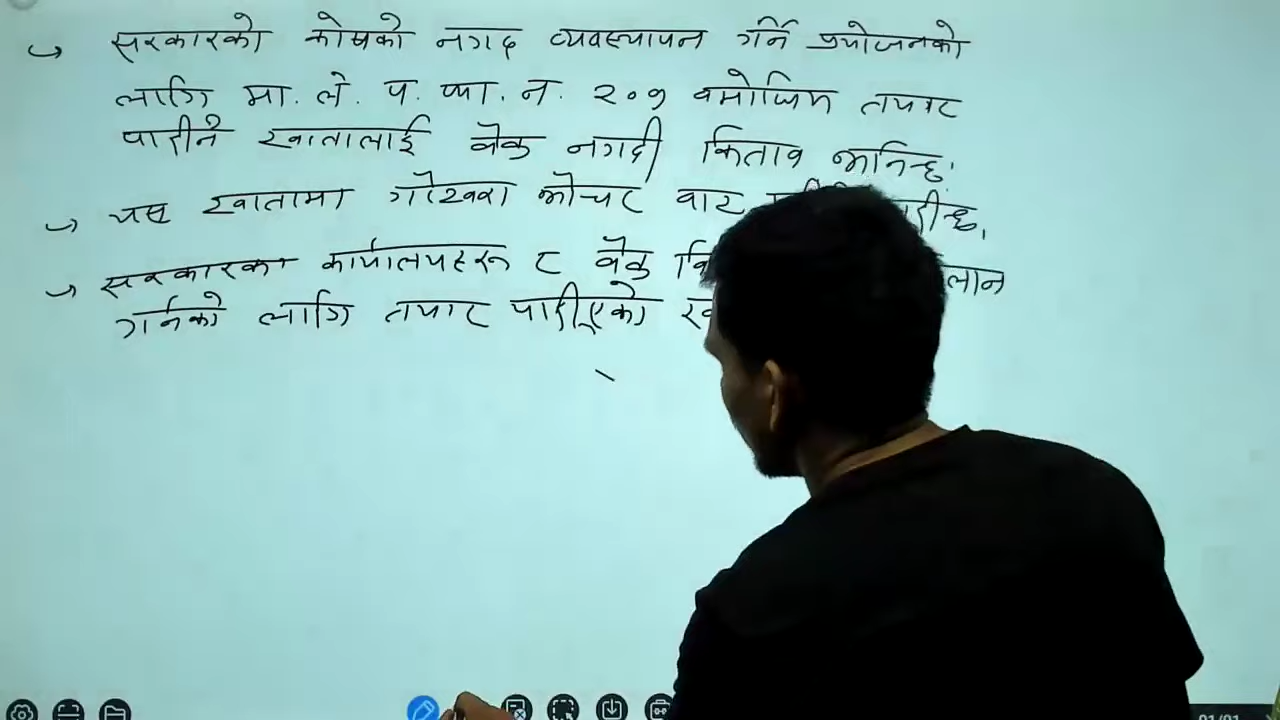 सरकारको कोषको नगद व्यवस्थापन गर्ने प्रयोजनको
लागि मा. ले. प. फा. न. २०९ बमोजिम तयार
पारीने खातालाई बैंक नगदी किताब भनिन्छ।
यस खातामा गोश्वरा भौचर बाट
सरकारका कार्यालयहरू र बैंक
गर्नको लागि तयार पारीएको